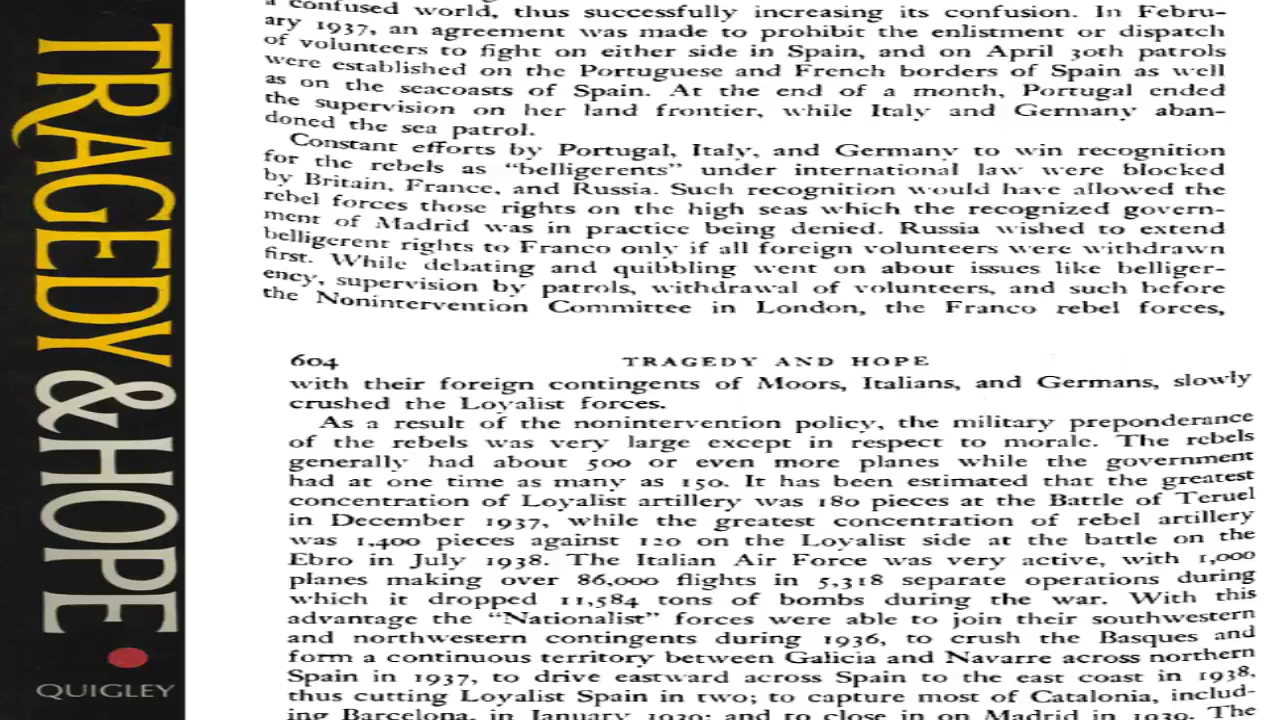 TRAGEDY & HOPE
QUIGLEY
a confused world, thus successfully increasing its confusion. In Febru-
ary 1937, an agreement was made to prohibit the enlistment or dispatch
of volunteers to fight on either side in Spain, and on April 30th patrols
were established on the Portuguese and French borders of Spain as well
as on the seacoasts of Spain. At the end of a month, Portugal ended
the supervision on her land frontier, while Italy and Germany aban-
doned the sea patrol.
Constant efforts by Portugal, Italy, and Germany to win recognition
for the rebels as “belligerents” under international law were blocked
by Britain, France, and Russia. Such recognition would have allowed the
rebel forces those rights on the high seas which the recognized govern-
ment of Madrid was in practice being denied. Russia wished to extend
belligerent rights to Franco only if all foreign volunteers were withdrawn
first. While debating and quibbling went on about issues like belliger-
ency, supervision by patrols, withdrawal of volunteers, and such before
the Nonintervention Committee in London, the Franco rebel forces,
604 TRAGEDY AND HOPE
with their foreign contingents of Moors, Italians, and Germans, slowly
crushed the Loyalist forces.
As a result of the nonintervention policy, the military preponderance
of the rebels was very large except in respect to morale. The rebels
generally had about 500 or even more planes while the government
had at one time as many as 150. It has been estimated that the greatest
concentration of Loyalist artillery was 180 pieces at the Battle of Teruel
in December 1937, while the greatest concentration of rebel artillery
was 1,400 pieces against 120 on the Loyalist side at the battle on the
Ebro in July 1938. The Italian Air Force was very active, with 1,000
planes making over 86,000 flights in 5,318 separate operations during
which it dropped 11,584 tons of bombs during the war. With this
advantage the “Nationalist” forces were able to join their southwestern
and northwestern contingents during 1936, to crush the Basques and
form a continuous territory between Galicia and Navarre across northern
Spain in 1937, to drive eastward across Spain to the east coast in 1938,
thus cutting Loyalist Spain in two; to capture most of Catalonia, includ-
ing Barcelona, in January 1939; and to close in on Madrid in 1939. The